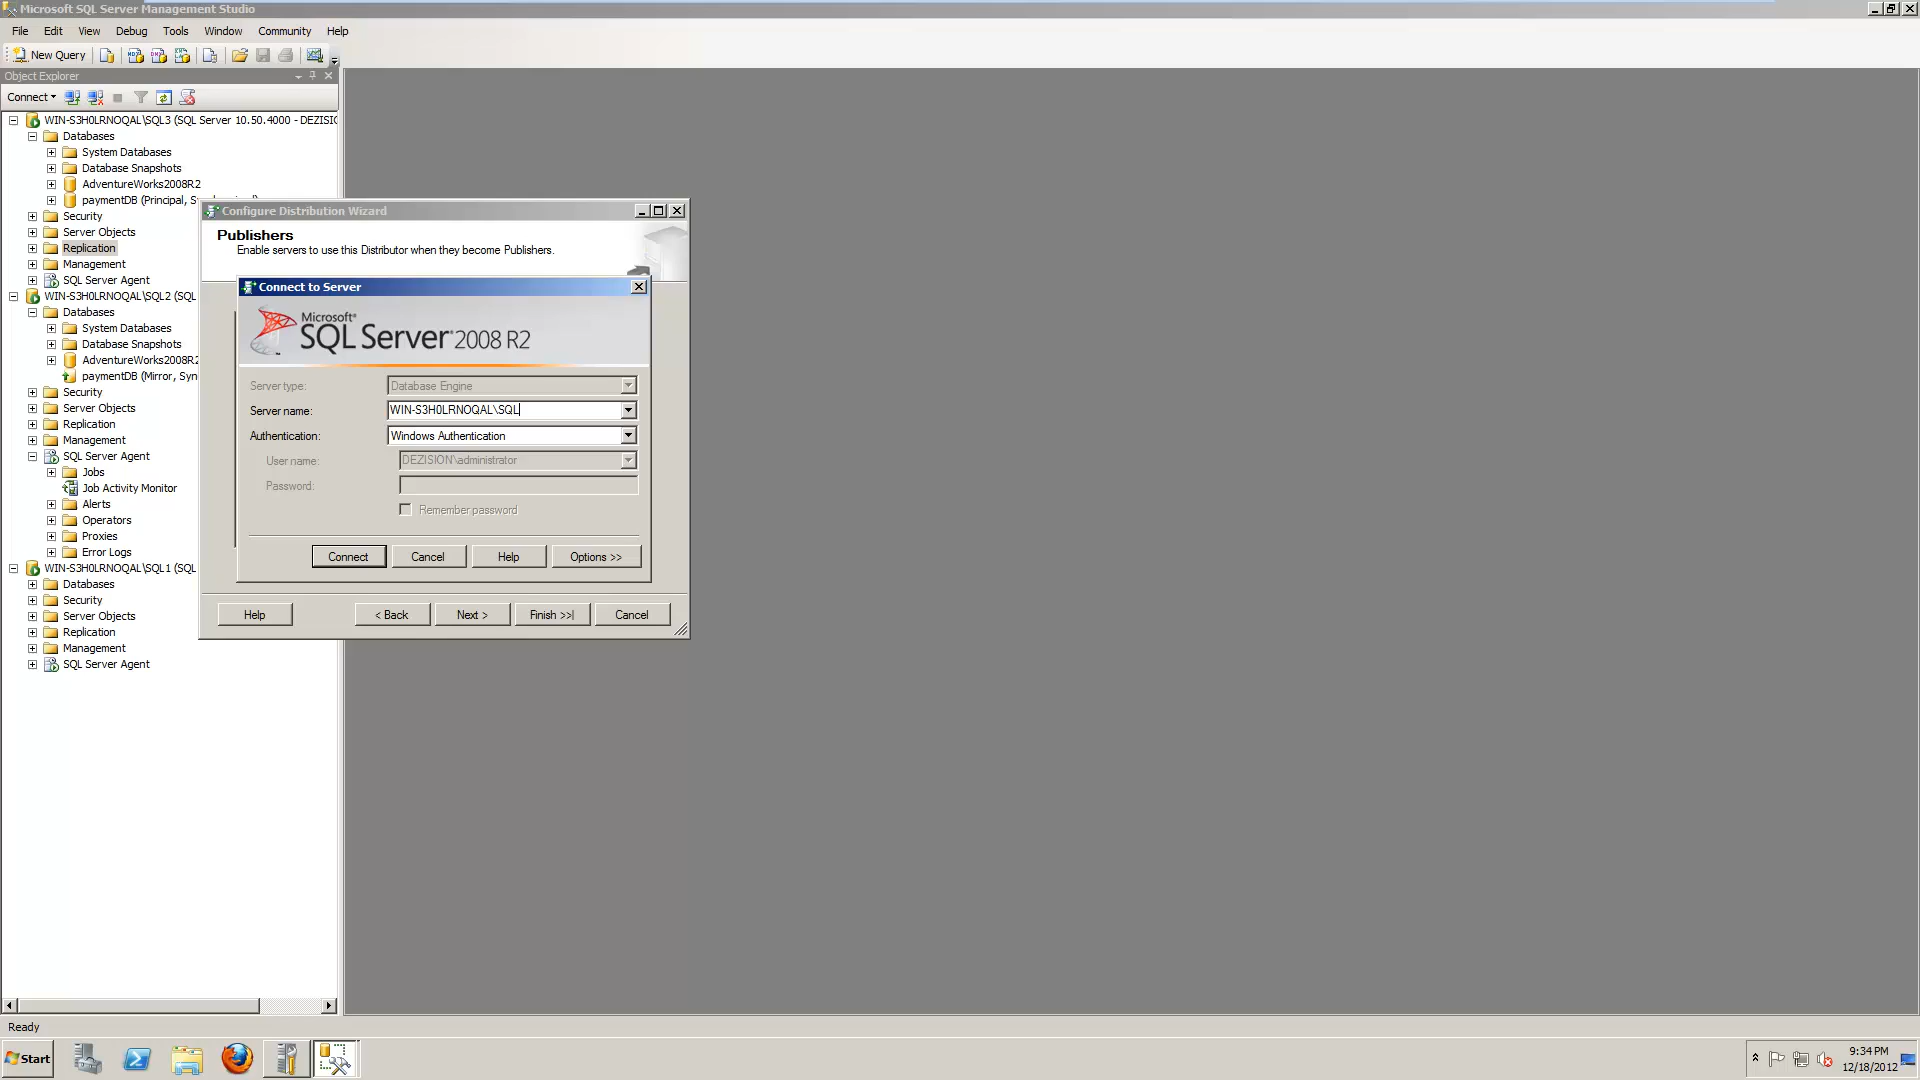 Microsoft SQL Server Management Studio
File Edit View Debug Tools Window Community Help
New Query
Object Explorer
Connect
WIN-S3H0LRNOQAL\SQL3 (SQL Server 10.50.4000 - DEZISI
Databases
System Databases
Database Snapshots
AdventureWorks2008R2
paymentDB (Principal, S
Security
Server Objects
Replication
Management
SQL Server Agent
WIN-S3H0LRNOQAL\SQL2 (SQL
Databases
System Databases
Database Snapshots
AdventureWorks2008R2
paymentDB (Mirror, Syn
Security
Server Objects
Replication
Management
SQL Server Agent
Jobs
Job Activity Monitor
Alerts
Operators
Proxies
Error Logs
WIN-S3H0LRNOQAL\SQL1 (SQL
Databases
Security
Server Objects
Replication
Management
SQL Server Agent
Configure Distribution Wizard
Publishers
Enable servers to use this Distributor when they become Publishers.
Connect to Server
Microsoft®
SQL Server® 2008 R2
Server type: Database Engine
Server name: WIN-S3H0LRNOQAL\SQL
Authentication: Windows Authentication
User name: DEZISION\administrator
Password:
Remember password
Connect Cancel Help Options >>
Help < Back Next > Finish >>| Cancel
Ready
Start
9:34 PM
12/18/2012